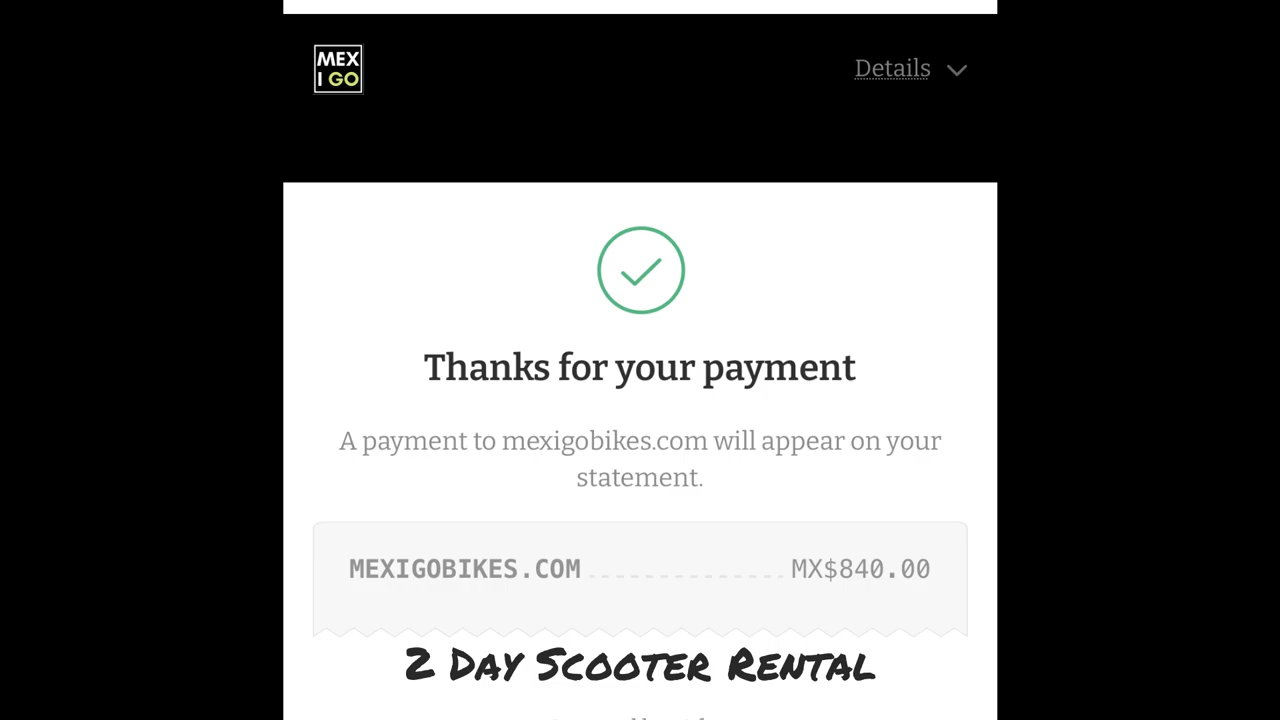 MEX
I GO
Details
Thanks for your payment
A payment to mexigobikes.com will appear on your
statement.
MEXIGOBIKES.COM MX$840.00
2 Day Scooter Rental